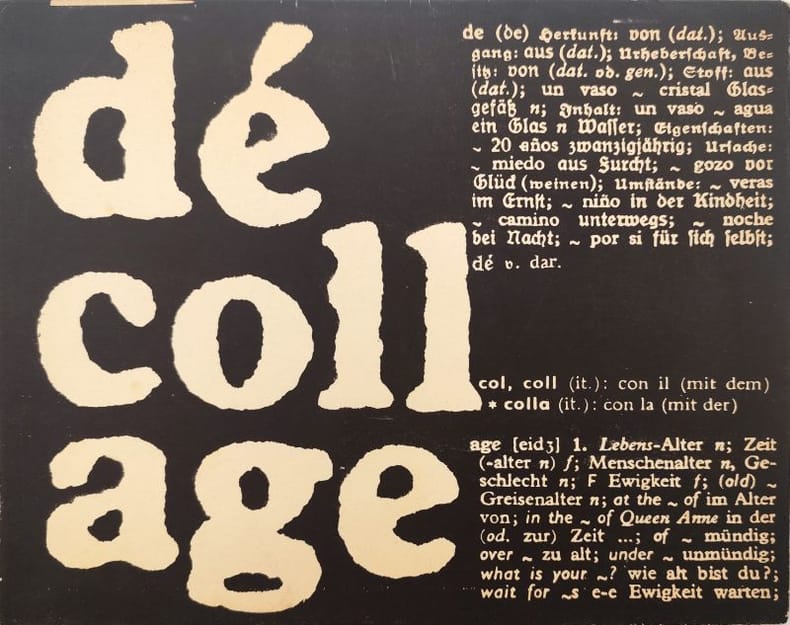 dé
coll
age
de (de) Herkunft: von (dat.); Aus=
gang: aus (dat.); Urheberschaft, Be=
sitz: von (dat. od. gen.); Stoff: aus
(dat.); un vaso ~ cristal Glas=
gefäß n; Inhalt: un vaso ~ agua
ein Glas n Wasser; Eigenschaften:
~ 20 años zwanzigjährig; Ursache:
~ miedo aus Furcht; ~ gozo vor
Glück (weinen); Umstände: ~ veras
im Ernst; ~ niño in der Kindheit;
~ camino unterwegs; ~ noche
bei Nacht; ~ por si für sich selbst;
dé v. dar.
col, coll (it.): con il (mit dem)
* colla (it.): con la (mit der)
age [eidʒ] 1. Lebens-Alter n; Zeit
(-alter n) f; Menschenalter n, Ge-
schlecht n; F Ewigkeit f; (old) ~
Greisenalter n; at the ~ of im Alter
von; in the ~ of Queen Anne in der
(od. zur) Zeit ...; of ~ mündig;
over ~ zu alt; under ~ unmündig;
what is your ~? wie alt bist du?;
wait for ~s e-e Ewigkeit warten;